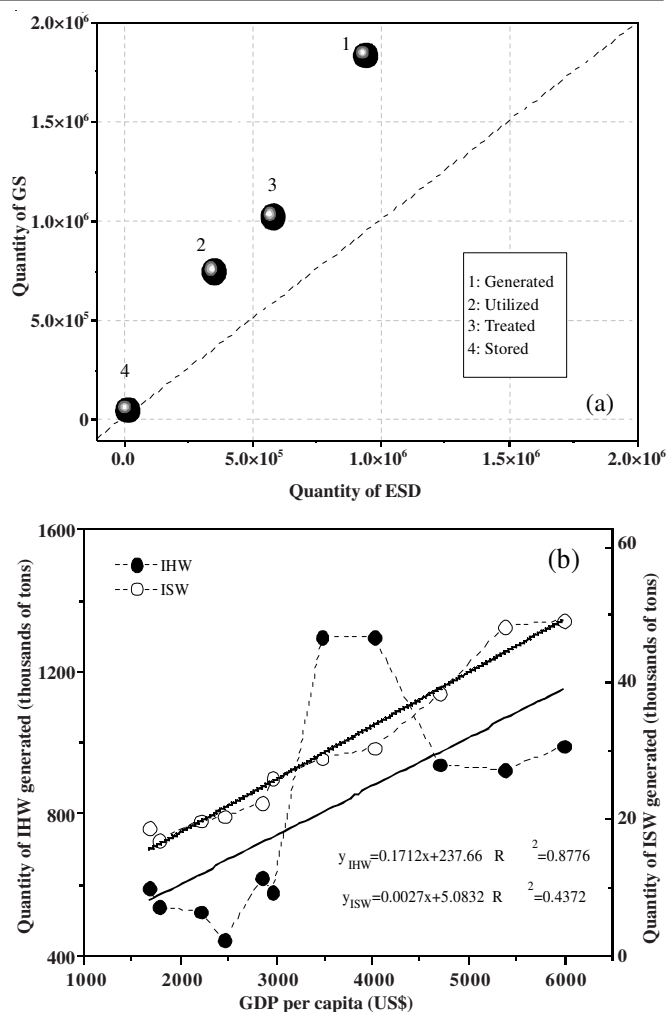 2.0×10⁶
1.5×10⁶
1.0×10⁶
5.0×10⁵
0
Quantity of GS
1
3
2
4
1: Generated
2: Utilized
3: Treated
4: Stored
(a)
0.0 5.0×10⁵ 1.0×10⁶ 1.5×10⁶ 2.0×10⁶
Quantity of ESD
1600
1200
800
400
Quantity of IHW generated (thousands of tons)
IHW
ISW
(b)
y IHW=0.1712x+237.66 R 2=0.8776
y ISW=0.0027x+5.0832 R 2=0.4372
60
40
20
0
Quantity of ISW generated (thousands of tons)
1000 2000 3000 4000 5000 6000
GDP per capita (US$)